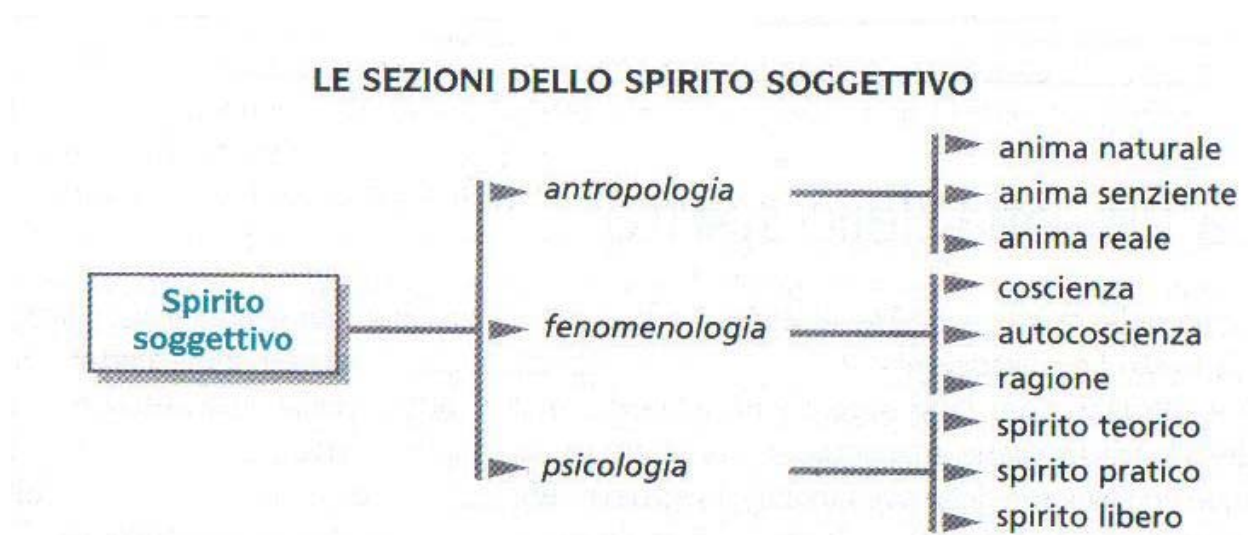 LE SEZIONI DELLO SPIRITO SOGGETTIVO
Spirito
soggettivo
antropologia
anima naturale
anima senziente
anima reale
fenomenologia
coscienza
autocoscienza
ragione
psicologia
spirito teorico
spirito pratico
spirito libero